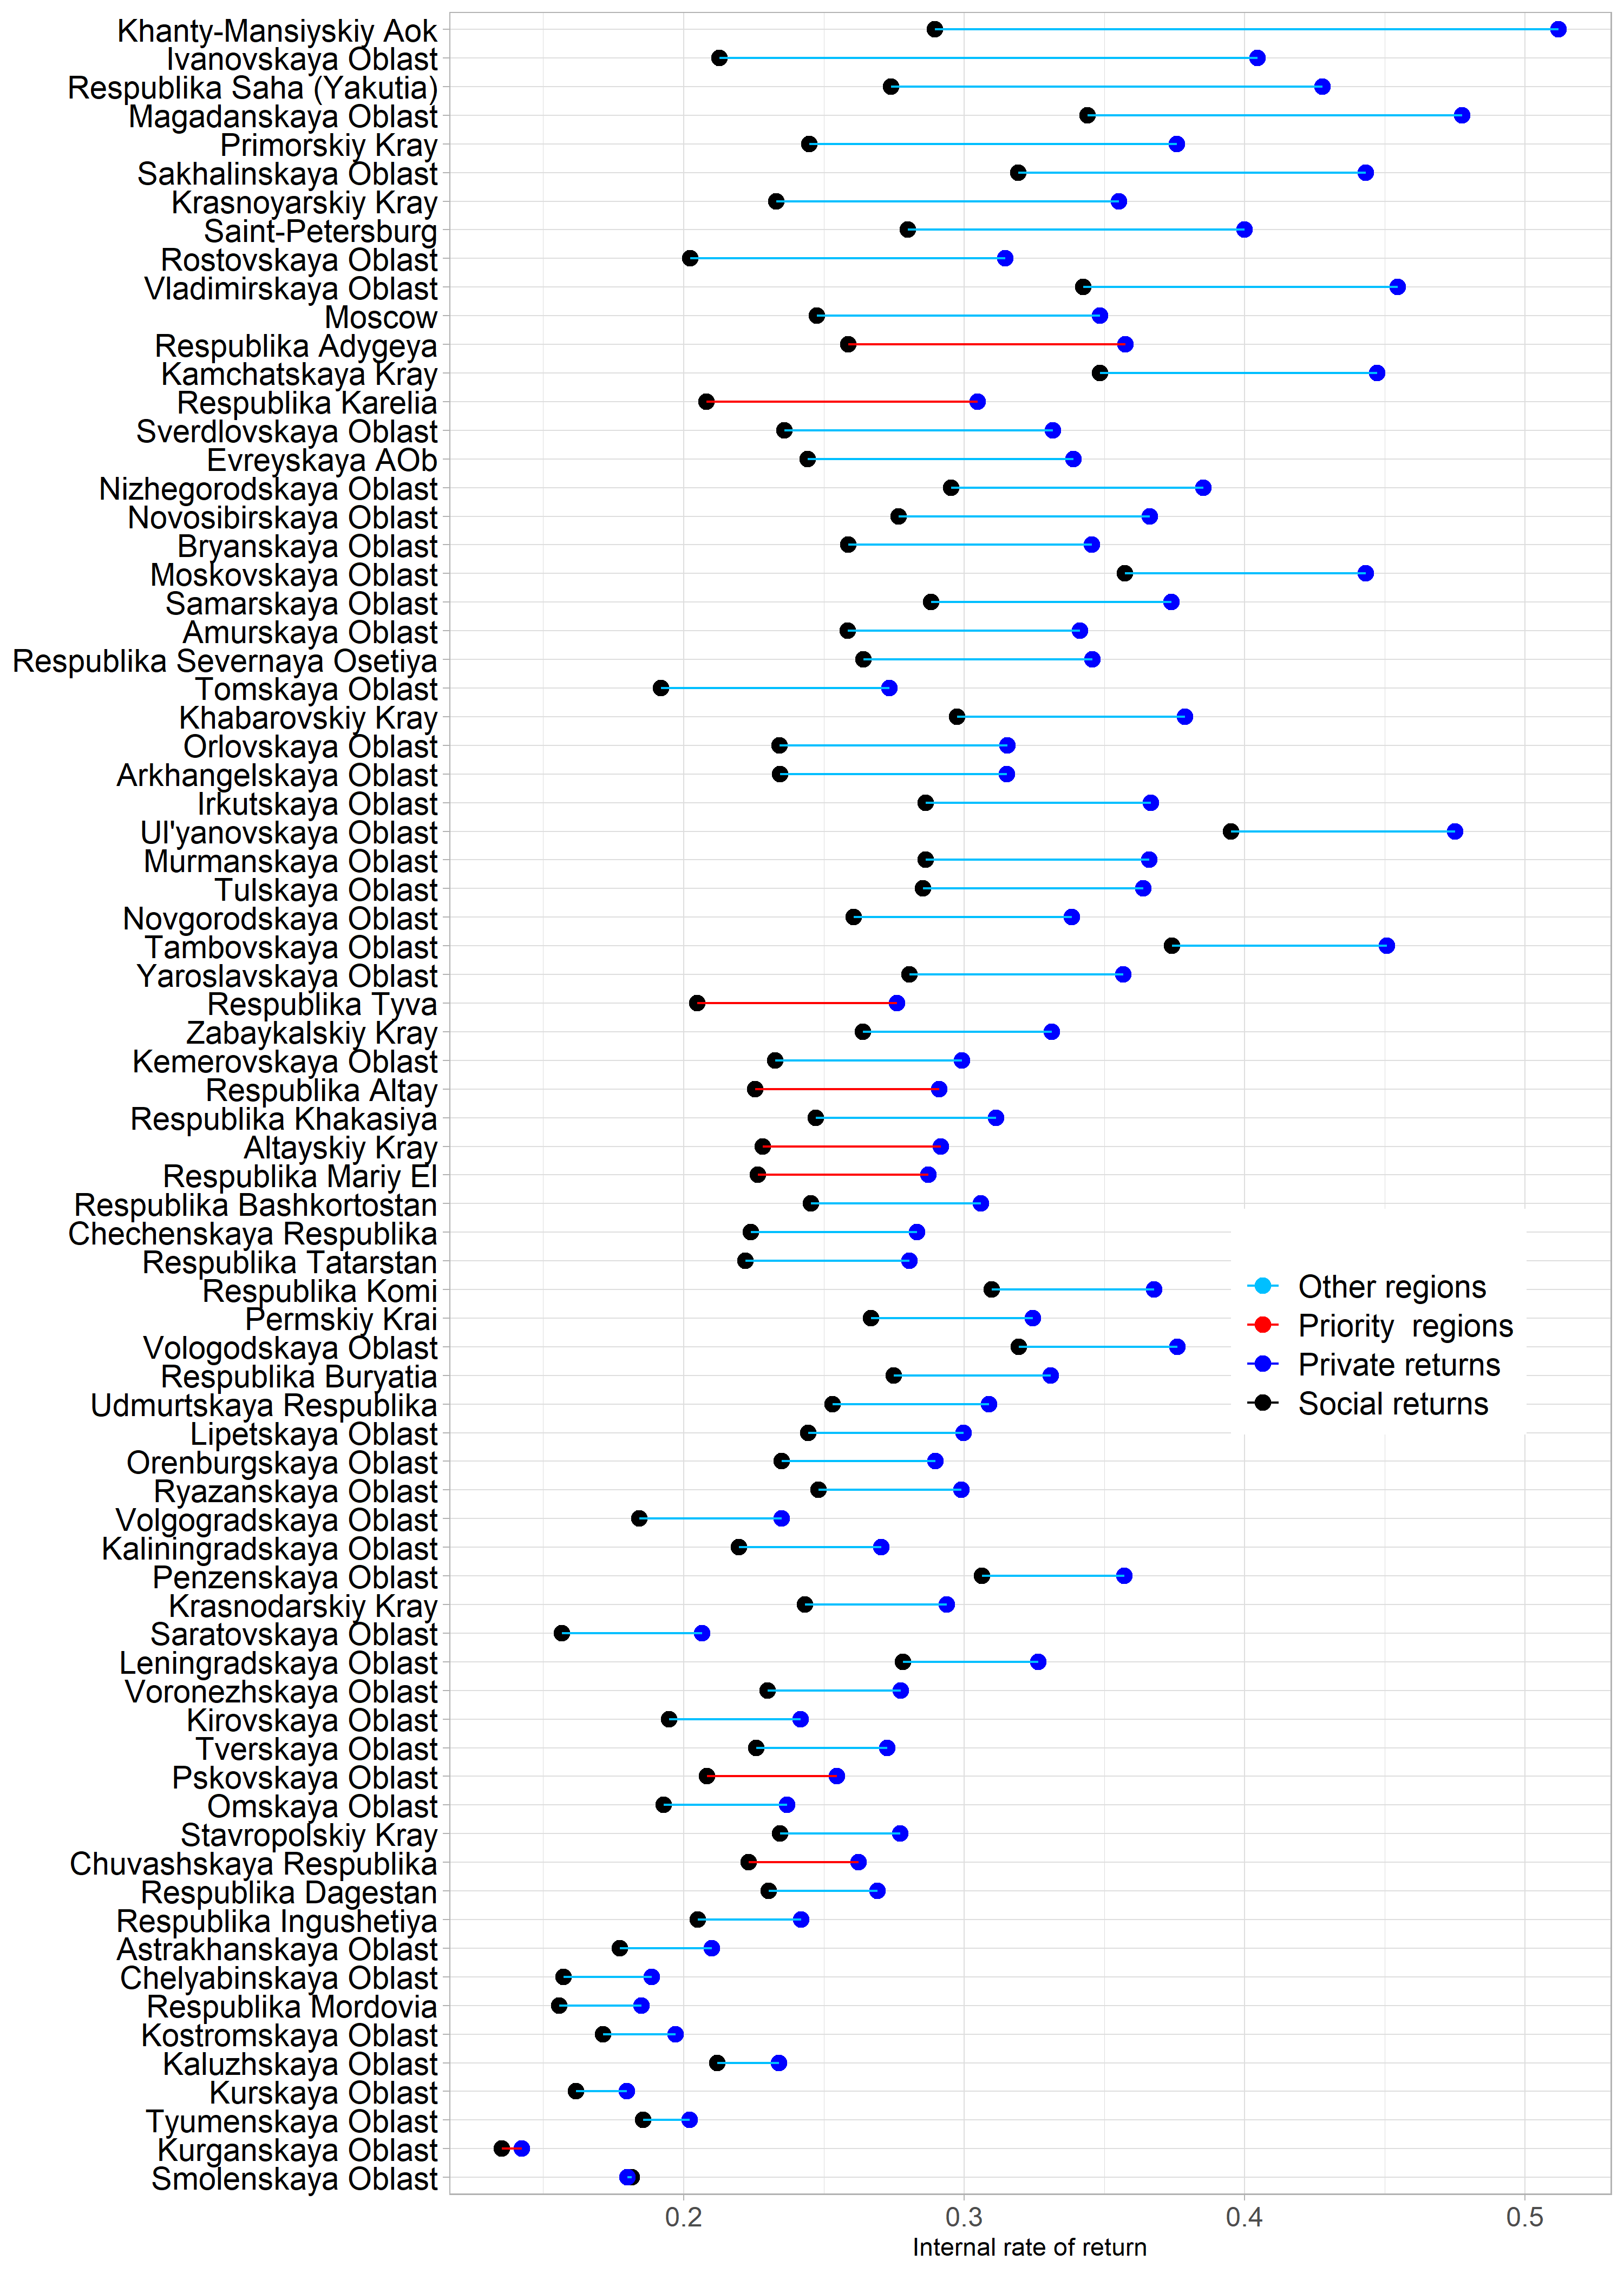 Khanty-Mansiyskiy Aok
Ivanovskaya Oblast
Respublika Saha (Yakutia)
Magadanskaya Oblast
Primorskiy Kray
Sakhalinskaya Oblast
Krasnoyarskiy Kray
Saint-Petersburg
Rostovskaya Oblast
Vladimirskaya Oblast
Moscow
Respublika Adygeya
Kamchatskaya Kray
Respublika Karelia
Sverdlovskaya Oblast
Evreyskaya AOb
Nizhegorodskaya Oblast
Novosibirskaya Oblast
Bryanskaya Oblast
Moskovskaya Oblast
Samarskaya Oblast
Amurskaya Oblast
Respublika Severnaya Osetiya
Tomskaya Oblast
Khabarovskiy Kray
Orlovskaya Oblast
Arkhangelskaya Oblast
Irkutskaya Oblast
Ul'yanovskaya Oblast
Murmanskaya Oblast
Tulskaya Oblast
Novgorodskaya Oblast
Tambovskaya Oblast
Yaroslavskaya Oblast
Respublika Tyva
Zabaykalskiy Kray
Kemerovskaya Oblast
Respublika Altay
Respublika Khakasiya
Altayskiy Kray
Respublika Mariy El
Respublika Bashkortostan
Chechenskaya Respublika
Respublika Tatarstan
Respublika Komi
Permskiy Krai
Vologodskaya Oblast
Respublika Buryatia
Udmurtskaya Respublika
Lipetskaya Oblast
Orenburgskaya Oblast
Ryazanskaya Oblast
Volgogradskaya Oblast
Kaliningradskaya Oblast
Penzenskaya Oblast
Krasnodarskiy Kray
Saratovskaya Oblast
Leningradskaya Oblast
Voronezhskaya Oblast
Kirovskaya Oblast
Tverskaya Oblast
Pskovskaya Oblast
Omskaya Oblast
Stavropolskiy Kray
Chuvashskaya Respublika
Respublika Dagestan
Respublika Ingushetiya
Astrakhanskaya Oblast
Chelyabinskaya Oblast
Respublika Mordovia
Kostromskaya Oblast
Kaluzhskaya Oblast
Kurskaya Oblast
Tyumenskaya Oblast
Kurganskaya Oblast
Smolenskaya Oblast
Other regions
Priority  regions
Private returns
Social returns
0.2 0.3 0.4 0.5
Internal rate of return